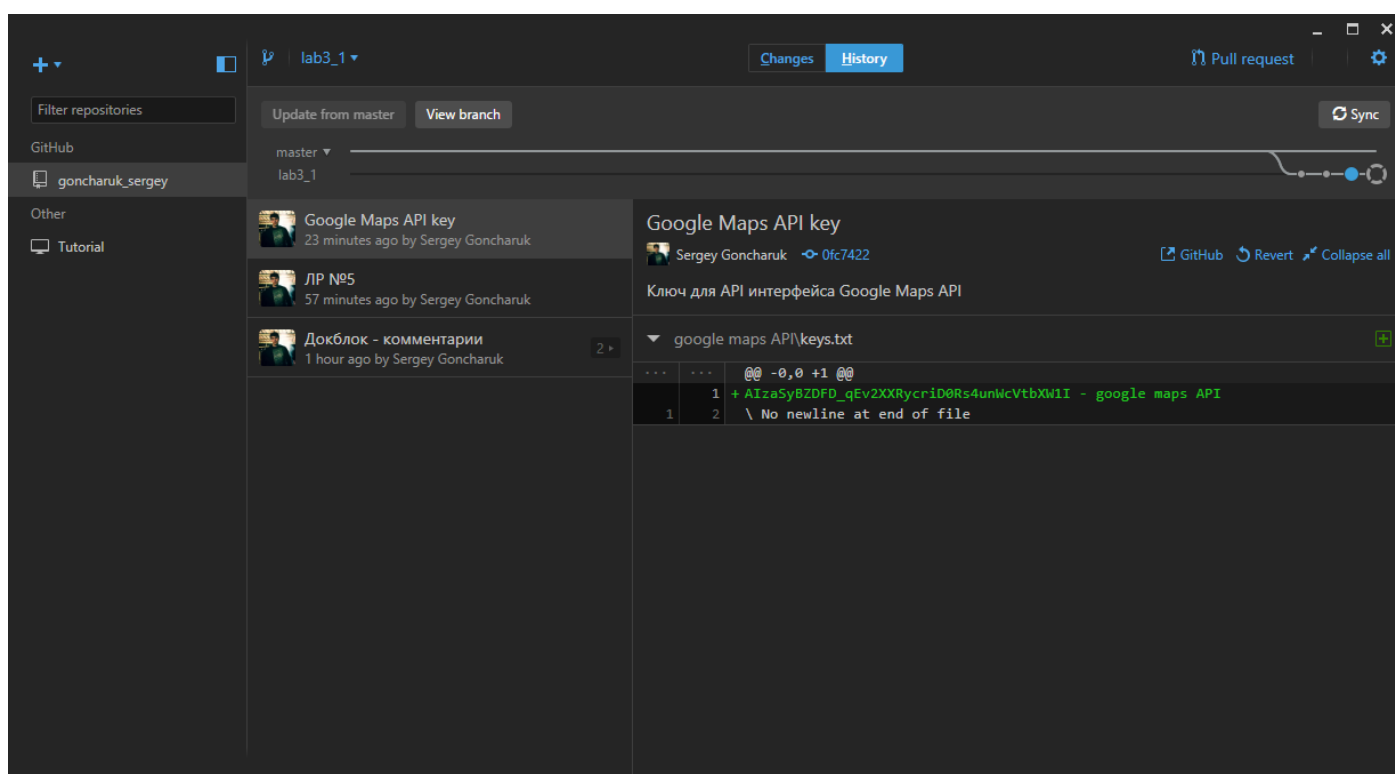 lab3_1
Changes
History
Pull request
Filter repositories
Update from master
View branch
Sync
GitHub
master
goncharuk_sergey
lab3_1
Other
Tutorial
Google Maps API key
23 minutes ago by Sergey Goncharuk
ЛР №5
57 minutes ago by Sergey Goncharuk
Докблок - комментарии
1 hour ago by Sergey Goncharuk
2
Google Maps API key
Sergey Goncharuk 0fc7422
GitHub Revert Collapse all
Ключ для API интерфейса Google Maps API
google maps API\keys.txt
... ... @@ -0,0 +1 @@
1 + AIzaSyBZDFD_qEv2XXRycriD0Rs4unWcVtbXW1I - google maps API
1 2 \ No newline at end of file